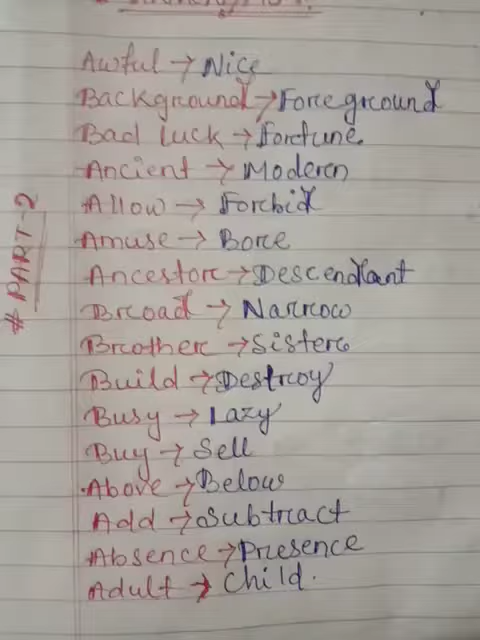 Awful → Nice
Background → Foreground
Bad luck → Fortune
Ancient → Modern
Allow → Forbid
Amuse → Bore
Ancestor → Descendant
Broad → Narrow
Brother → Sister
Build → Destroy
Busy → Lazy
Buy → Sell
Above → Below
Add → Subtract
Absence → Presence
Adult → Child.
# PART-2